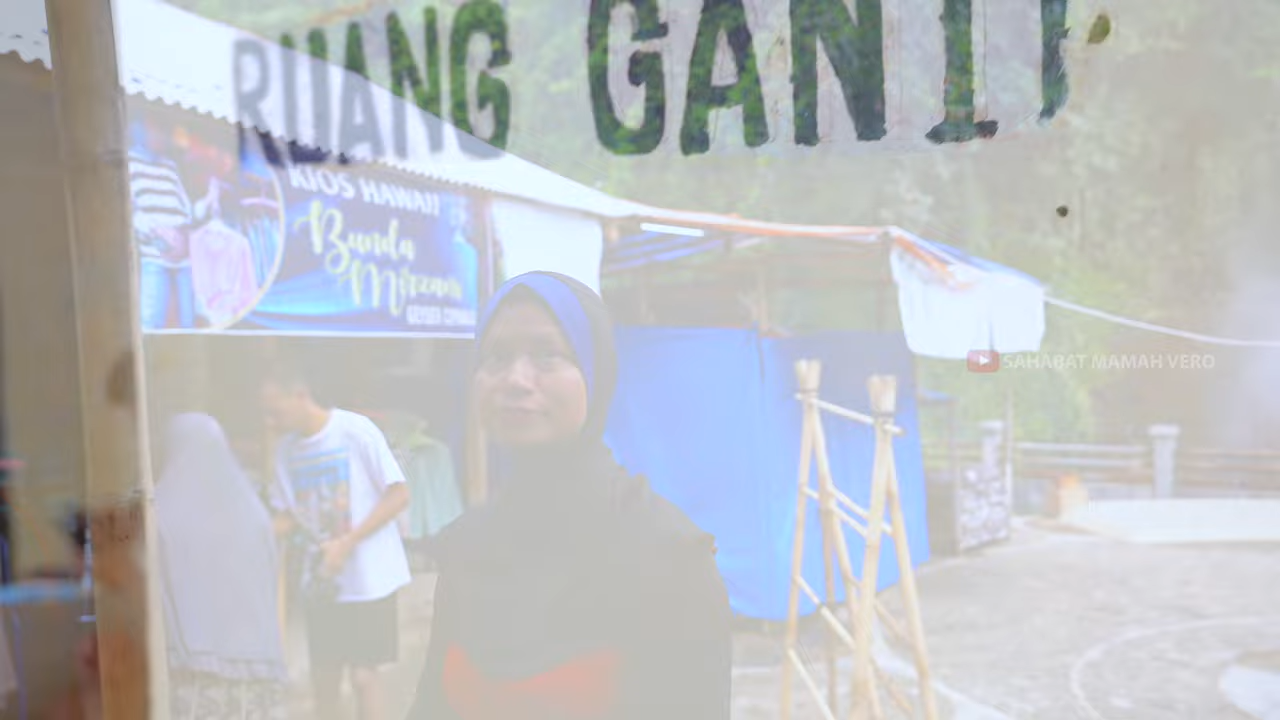 RUANG GANTI
KIOS HAWAII
Bunda
Mirzam
SAHABAT MAMAH VERO